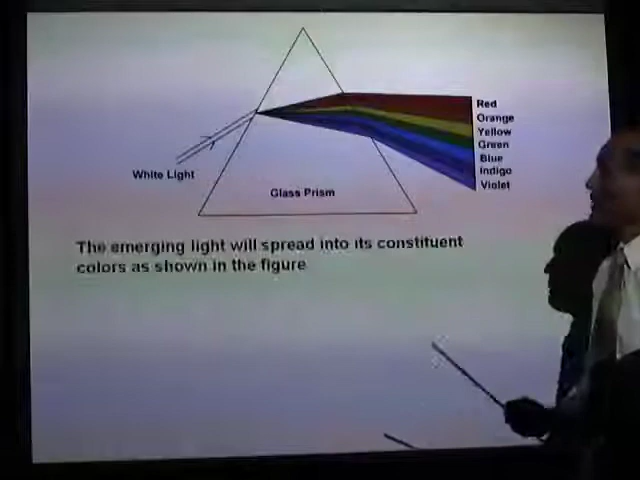 Red
Orange
Yellow
Green
Blue
Indigo
Violet
White Light
Glass Prism
The emerging light will spread into its constituent
colors as shown in the figure